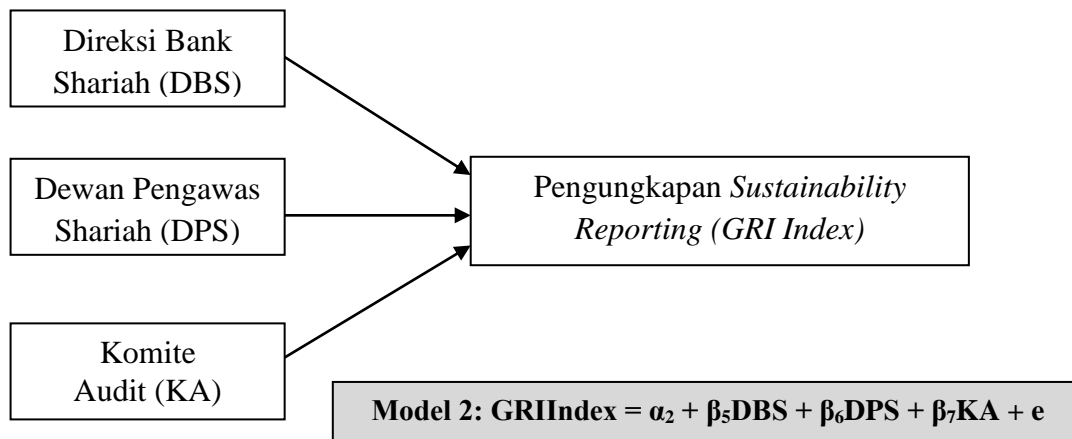 Direksi Bank
Shariah (DBS)
Dewan Pengawas
Shariah (DPS)
Pengungkapan Sustainability
Reporting (GRI Index)
Komite
Audit (KA)
Model 2: GRIIndex = α₂ + β₅DBS + β₆DPS + β₇KA + e